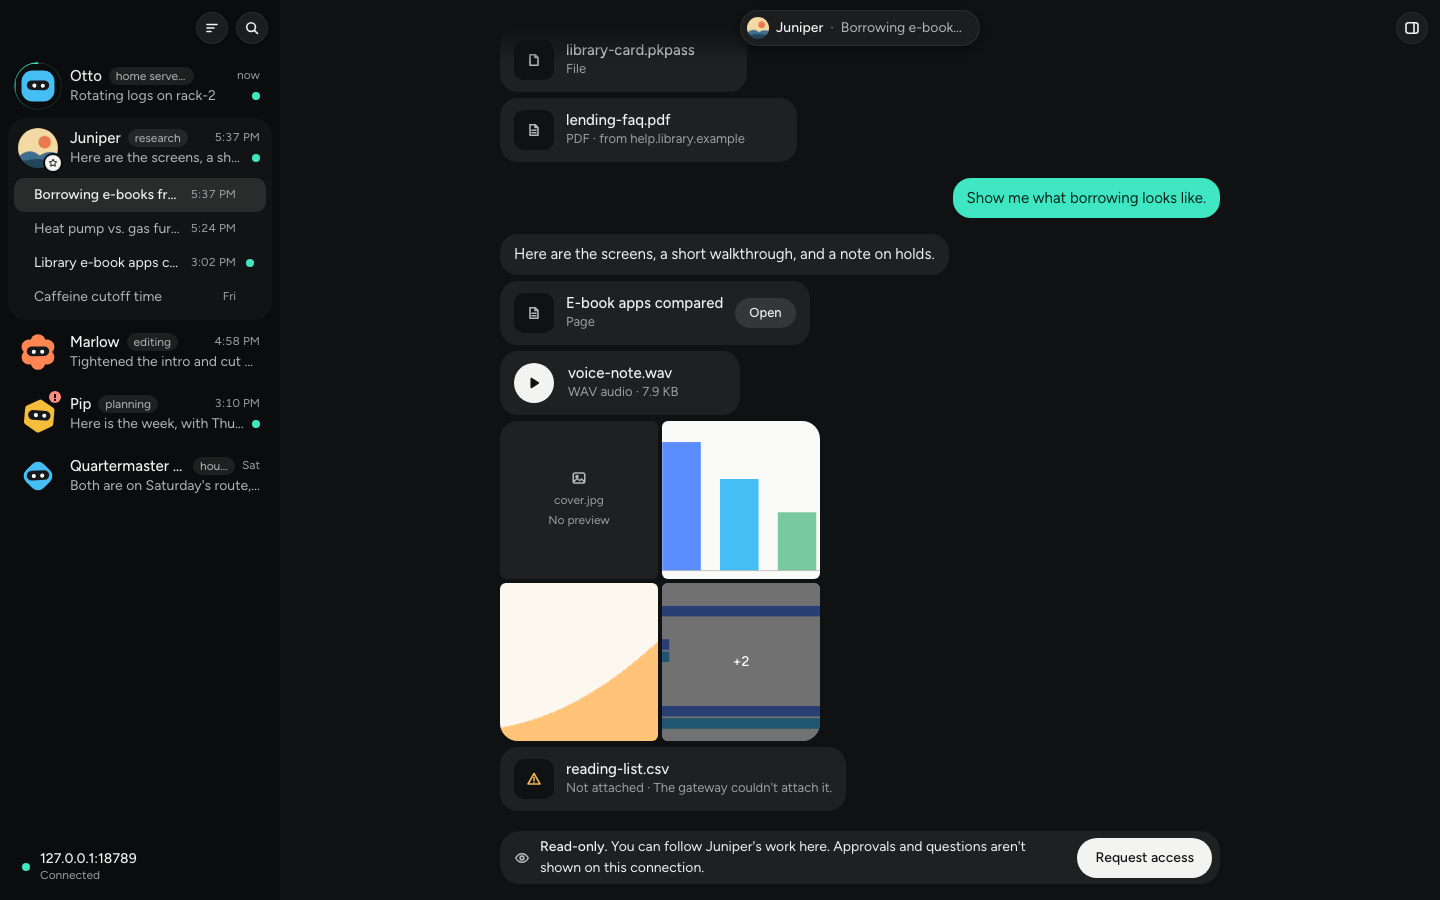 Juniper · Borrowing e-book...
Otto home serve... now
Rotating logs on rack-2
Juniper research 5:37 PM
Here are the screens, a sh...
Borrowing e-books fr... 5:37 PM
Heat pump vs. gas fur... 5:24 PM
Library e-book apps c... 3:02 PM
Caffeine cutoff time Fri
Marlow editing 4:58 PM
Tightened the intro and cut ...
Pip planning 3:10 PM
Here is the week, with Thu...
Quartermaster ... hou... Sat
Both are on Saturday's route,...
127.0.0.1:18789
Connected
library-card.pkpass
File
lending-faq.pdf
PDF · from help.library.example
Show me what borrowing looks like.
Here are the screens, a short walkthrough, and a note on holds.
E-book apps compared
Page
Open
voice-note.wav
WAV audio · 7.9 KB
cover.jpg
No preview
+2
reading-list.csv
Not attached · The gateway couldn't attach it.
Read-only. You can follow Juniper's work here. Approvals and questions aren't
shown on this connection.
Request access